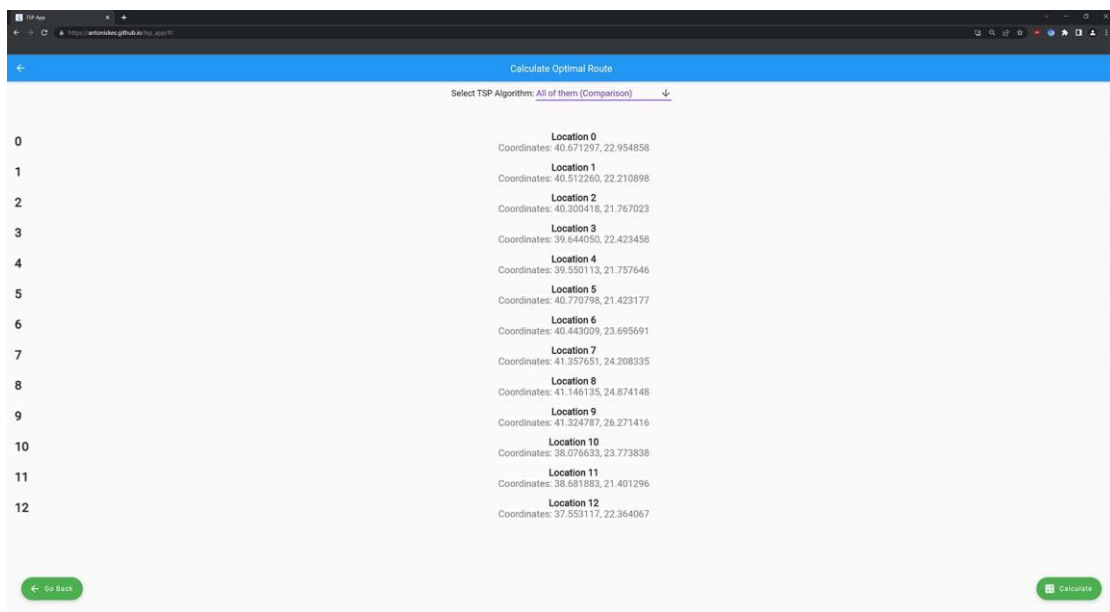 TSP App
https://antoniskes.github.io/tsp_app/#/
Calculate Optimal Route
Select TSP Algorithm: All of them (Comparison)
0
Location 0
Coordinates: 40.671297, 22.954858
1
Location 1
Coordinates: 40.512260, 22.210898
2
Location 2
Coordinates: 40.300418, 21.767023
3
Location 3
Coordinates: 39.644050, 22.423458
4
Location 4
Coordinates: 39.550113, 21.757646
5
Location 5
Coordinates: 40.770798, 21.423177
6
Location 6
Coordinates: 40.443009, 23.695691
7
Location 7
Coordinates: 41.357651, 24.208335
8
Location 8
Coordinates: 41.146135, 24.874148
9
Location 9
Coordinates: 41.324787, 26.271416
10
Location 10
Coordinates: 38.076633, 23.773838
11
Location 11
Coordinates: 38.681883, 21.401296
12
Location 12
Coordinates: 37.553117, 22.364067
Go Back
Calculate